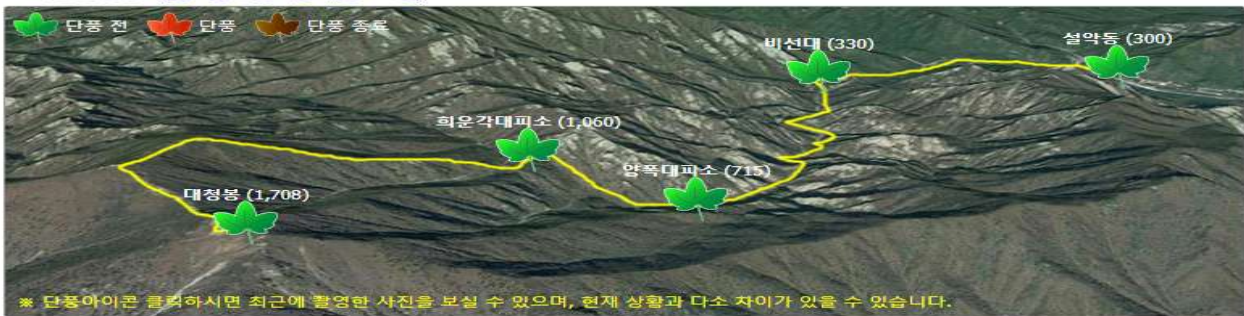 단풍 전 단풍 단풍 종료
비선대 (330)
설악동 (300)
희운각대피소 (1,060)
양폭대피소 (715)
대청봉 (1,708)
※ 단풍아이콘 클릭하시면 최근에 촬영한 사진을 보실 수 있으며, 현재 상황과 다소 차이가 있을 수 있습니다.